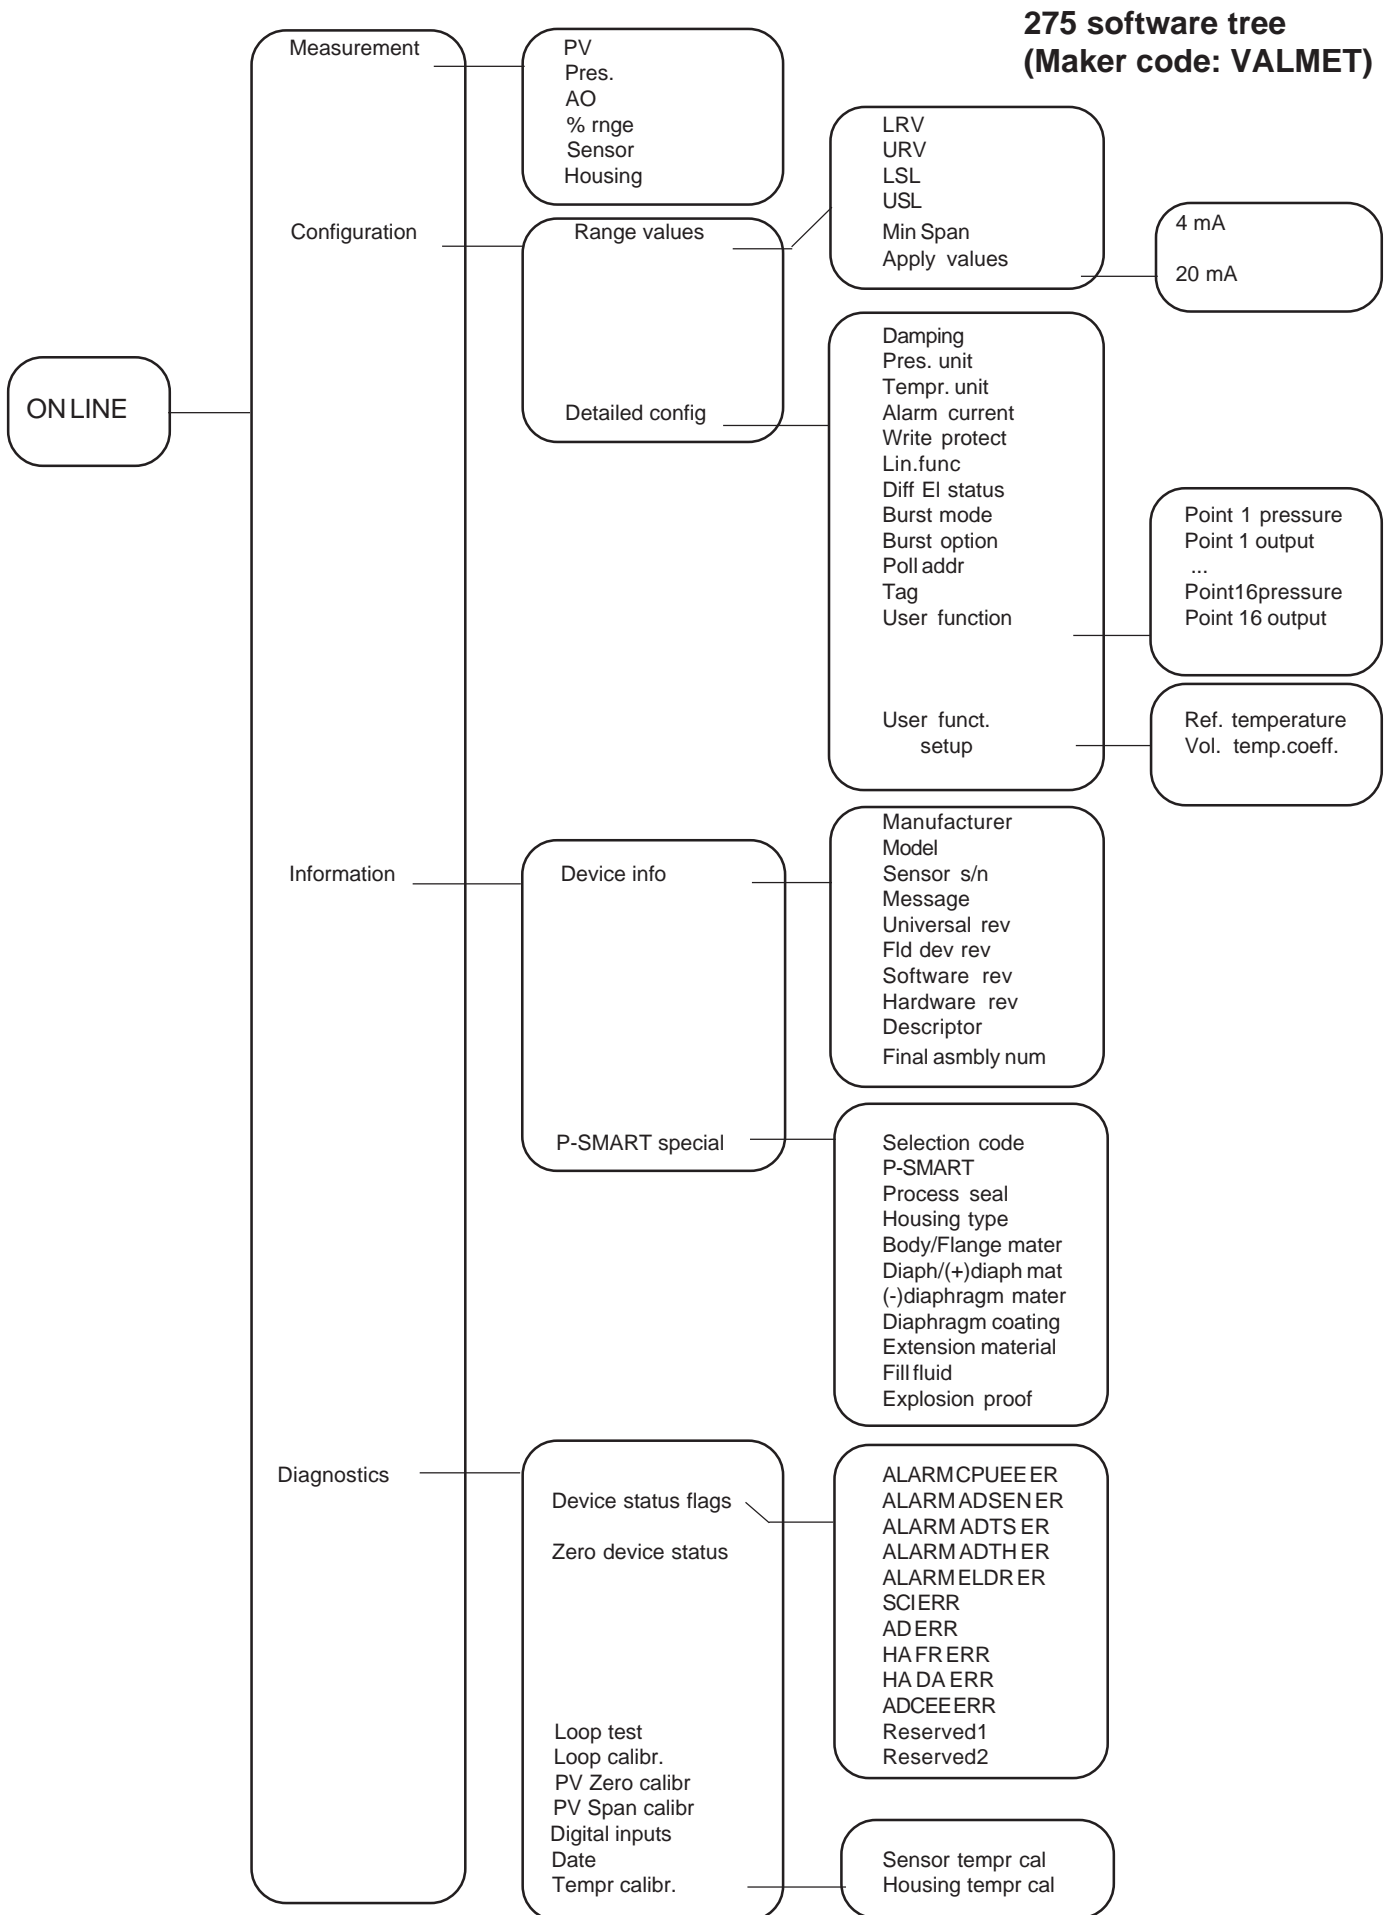 275 software tree
(Maker code: VALMET)
ONLINE
Measurement
Configuration
Information
Diagnostics
PV
Pres.
AO
% rnge
Sensor
Housing
Range values
Detailed config
LRV
URV
LSL
USL
Min Span
Apply values
4 mA
20 mA
Damping
Pres. unit
Tempr. unit
Alarm current
Write protect
Lin.func
Diff El status
Burst mode
Burst option
Poll addr
Tag
User function
User funct.
setup
Point 1 pressure
Point 1 output
...
Point16pressure
Point 16 output
Ref. temperature
Vol. temp.coeff.
Device info
P-SMART special
Manufacturer
Model
Sensor s/n
Message
Universal rev
Fld dev rev
Software rev
Hardware rev
Descriptor
Final asmbly num
Selection code
P-SMART
Process seal
Housing type
Body/Flange mater
Diaph/(+)diaph mat
(-)diaphragm mater
Diaphragm coating
Extension material
Fill fluid
Explosion proof
Device status flags
Zero device status
Loop test
Loop calibr.
PV Zero calibr
PV Span calibr
Digital inputs
Date
Tempr calibr.
ALARM CPUEE ER
ALARM ADSEN ER
ALARM ADTS ER
ALARM ADTH ER
ALARM ELDR ER
SCI ERR
AD ERR
HA FR ERR
HA DA ERR
ADCEE ERR
Reserved1
Reserved2
Sensor tempr cal
Housing tempr cal